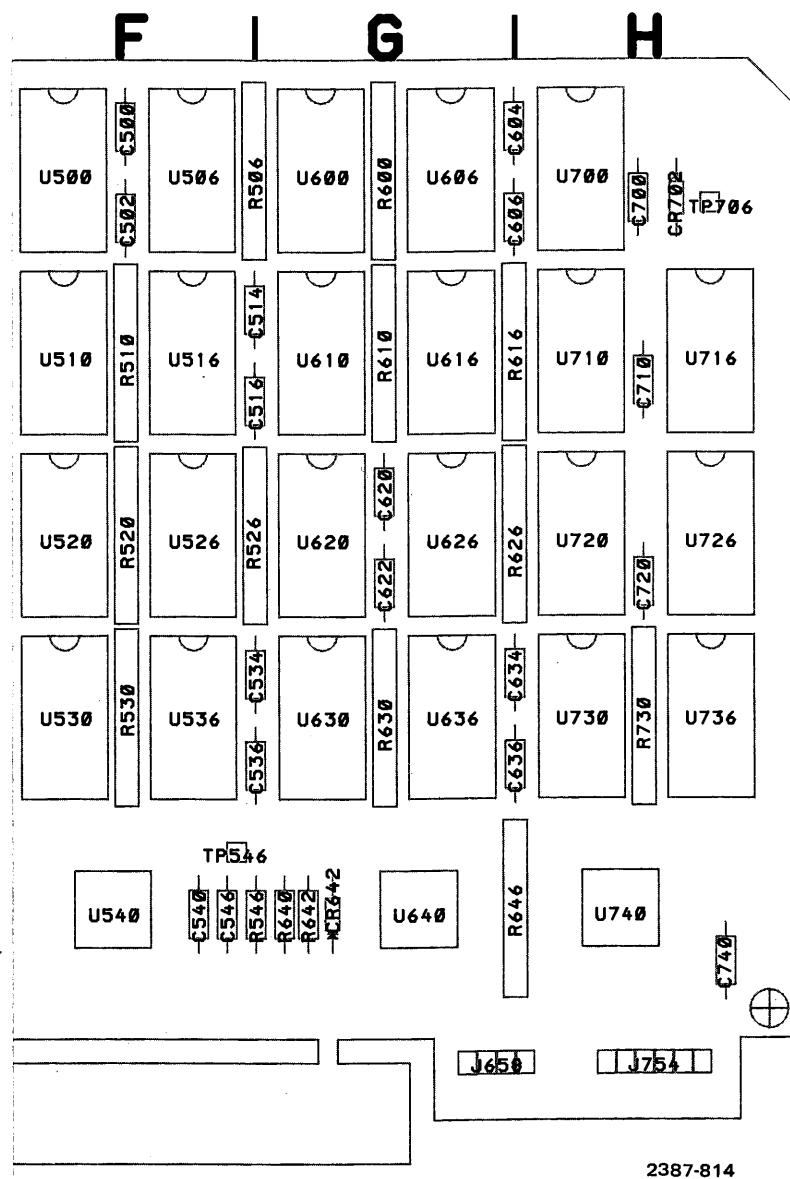 F I G I H
C500 C604
U500 U506 R506 U600 R600 U606 U700 C700 CR702 TP706
C502 C606
C514
U510 R510 U516 U610 R610 U616 R616 U710 C710 U716
C516
C620
U520 R520 U526 R526 U620 U626 R626 U720 U726
C622 C720
C534 C634
U530 R530 U536 U630 R630 U636 U730 R730 U736
C536 C636
TP546
U540 C540 C546 R546 R640 R642 *CR642 U640 R646 U740
C740
J650 J754
2387-814